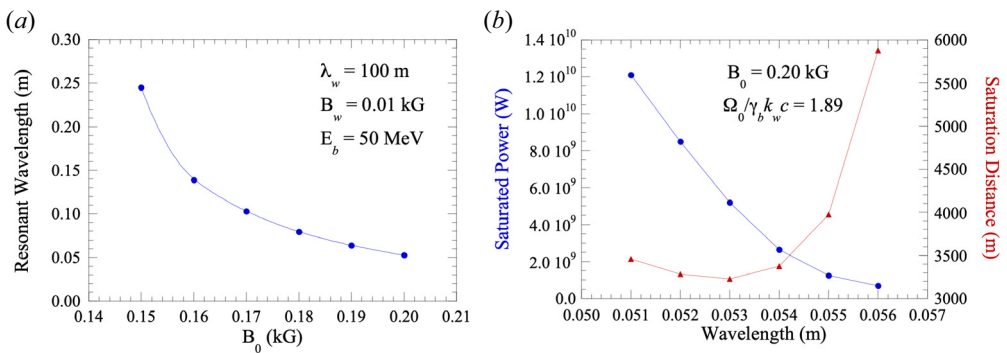 (a)
Resonant Wavelength (m)
0.30
0.25
0.20
0.15
0.10
0.05
0.00
λw = 100 m
Bw = 0.01 kG
Eb = 50 MeV
0.14 0.15 0.16 0.17 0.18 0.19 0.20 0.21
B0 (kG)
(b)
Saturated Power (W)
1.4 10^10
1.2 10^10
1.0 10^10
8.0 10^9
6.0 10^9
4.0 10^9
2.0 10^9
0.0
B0 = 0.20 kG
Ω0/γbkwc = 1.89
6000
5500
5000
4500
4000
3500
3000
Saturation Distance (m)
0.050 0.051 0.052 0.053 0.054 0.055 0.056 0.057
Wavelength (m)